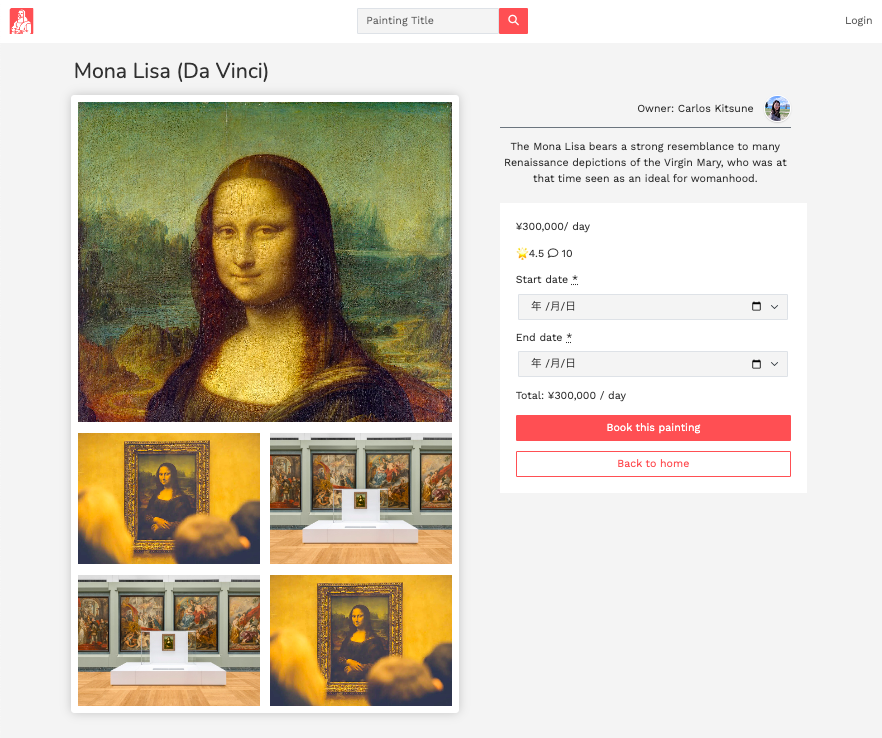 Painting Title
Login
Mona Lisa (Da Vinci)
Owner: Carlos Kitsune
The Mona Lisa bears a strong resemblance to many
Renaissance depictions of the Virgin Mary, who was at
that time seen as an ideal for womanhood.
¥300,000/ day
4.5 10
Start date *
年 /月/日
End date *
年 /月/日
Total: ¥300,000 / day
Book this painting
Back to home